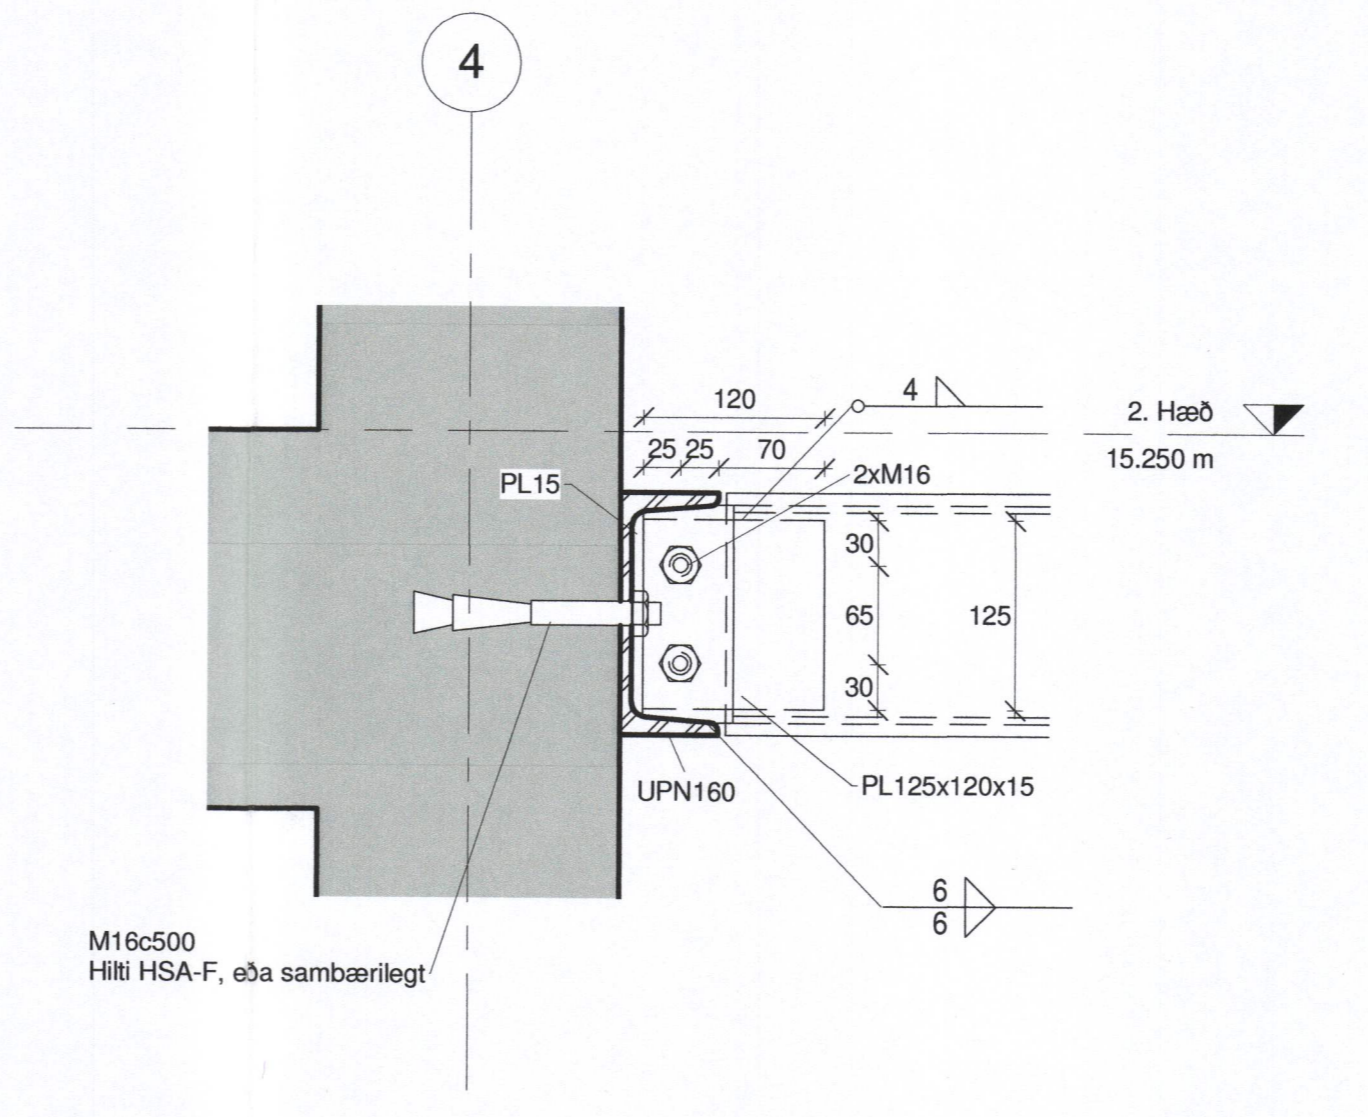 4
120
4
2. Hæð
15.250 m
25 25 70
2xM16
PL15
30
65
125
30
UPN160
PL125x120x15
6
6
M16c500
Hilti HSA-F, eða sambærilegt